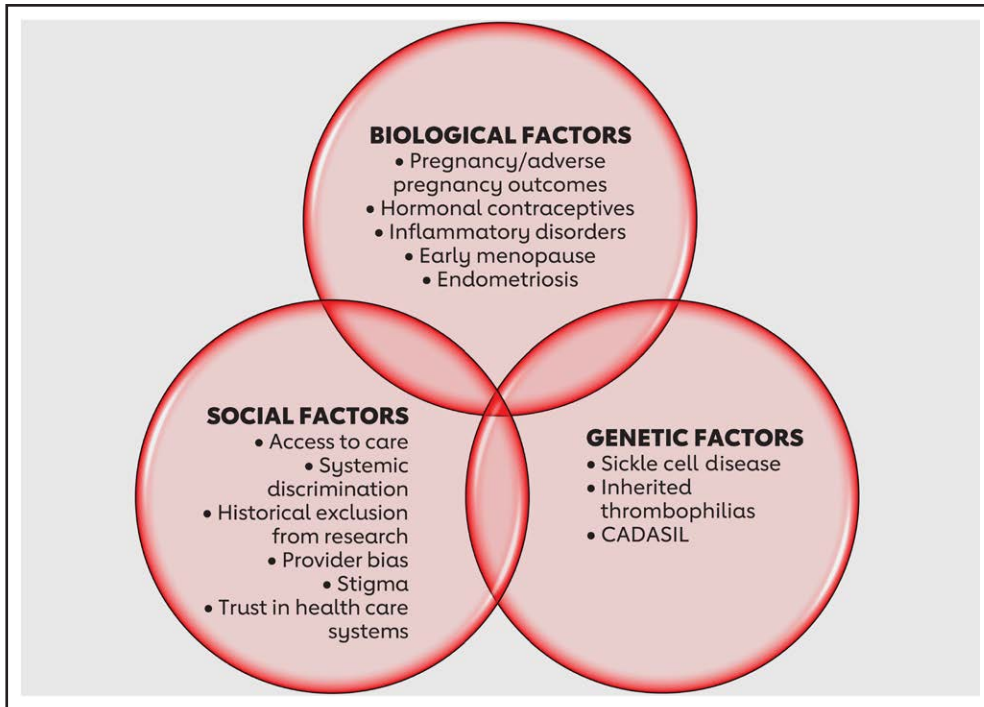 BIOLOGICAL FACTORS
• Pregnancy/adverse
pregnancy outcomes
• Hormonal contraceptives
• Inflammatory disorders
• Early menopause
• Endometriosis
SOCIAL FACTORS
• Access to care
• Systemic
discrimination
• Historical exclusion
from research
• Provider bias
• Stigma
• Trust in health care
systems
GENETIC FACTORS
• Sickle cell disease
• Inherited
thrombophilias
• CADASIL